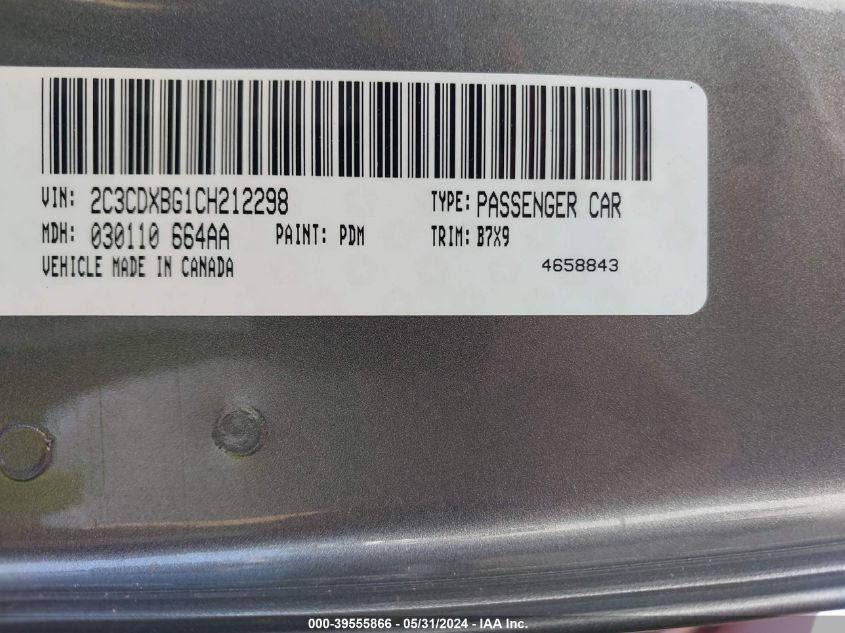 VIN: 2C3CDXBG1CH212298 TYPE: PASSENGER CAR
MDH: 030110 664AA PAINT: PDM TRIM: B7X9
VEHICLE MADE IN CANADA 4658843
000-39555866 - 05/31/2024 - IAA Inc.